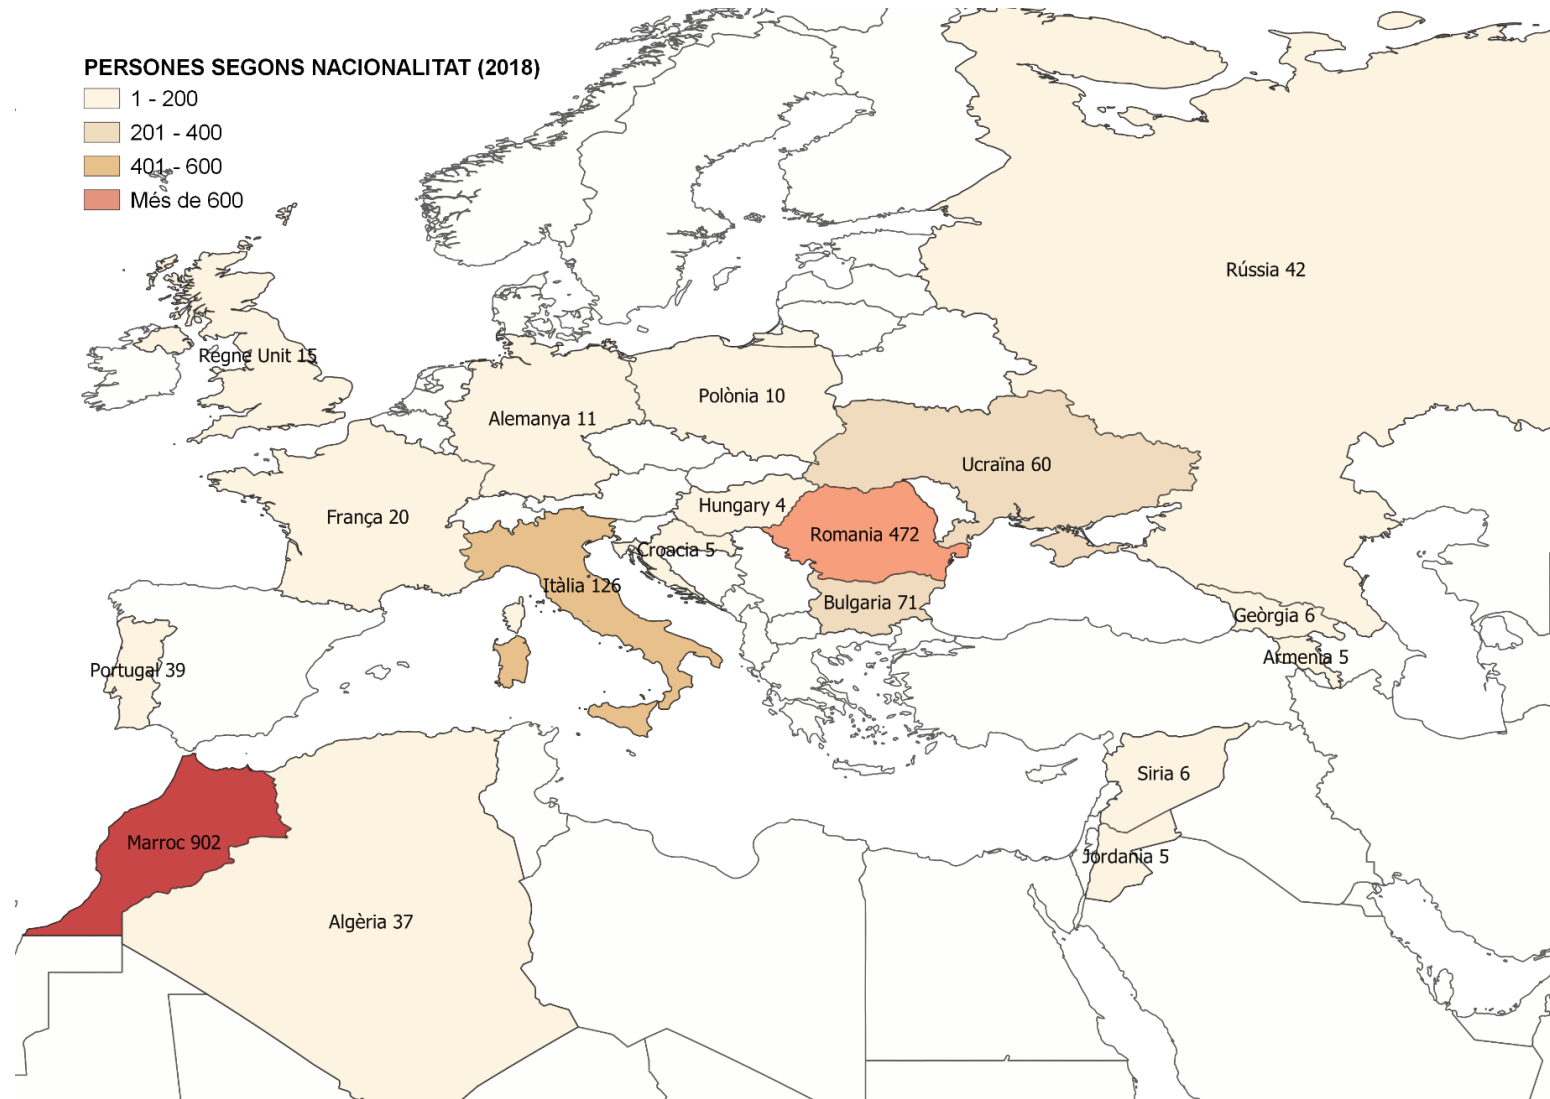 PERSONES SEGONS NACIONALITAT (2018)
1 - 200
201 - 400
401 - 600
Més de 600
Rússia 42
Regne Unit 15
Polònia 10
Alemanya 11
Ucraïna 60
Hungary 4
França 20
Romania 472
Croacia 5
Itàlia 126
Bulgaria 71
Geòrgia 6
Armenia 5
Portugal 39
Siria 6
Marroc 902
Jordania 5
Algèria 37